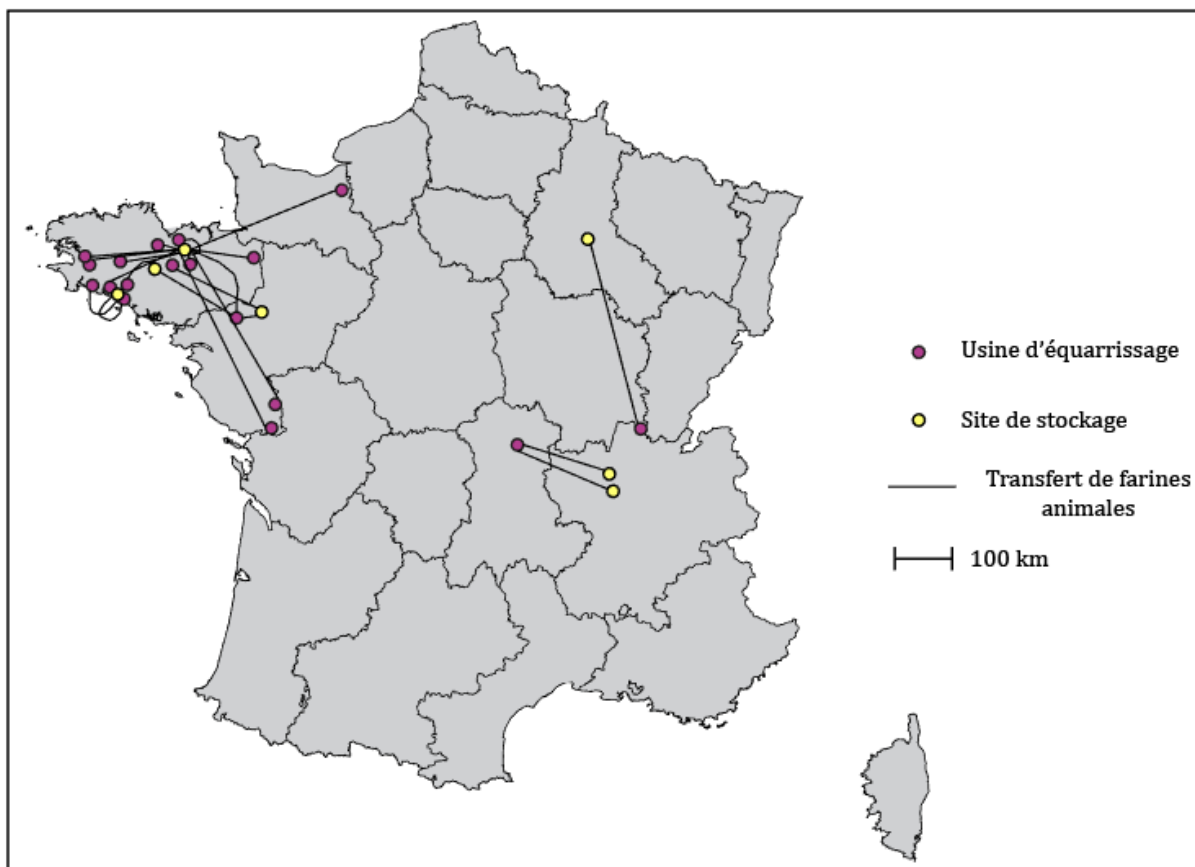 Usine d'équarrissage
Site de stockage
Transfert de farines
animales
100 km